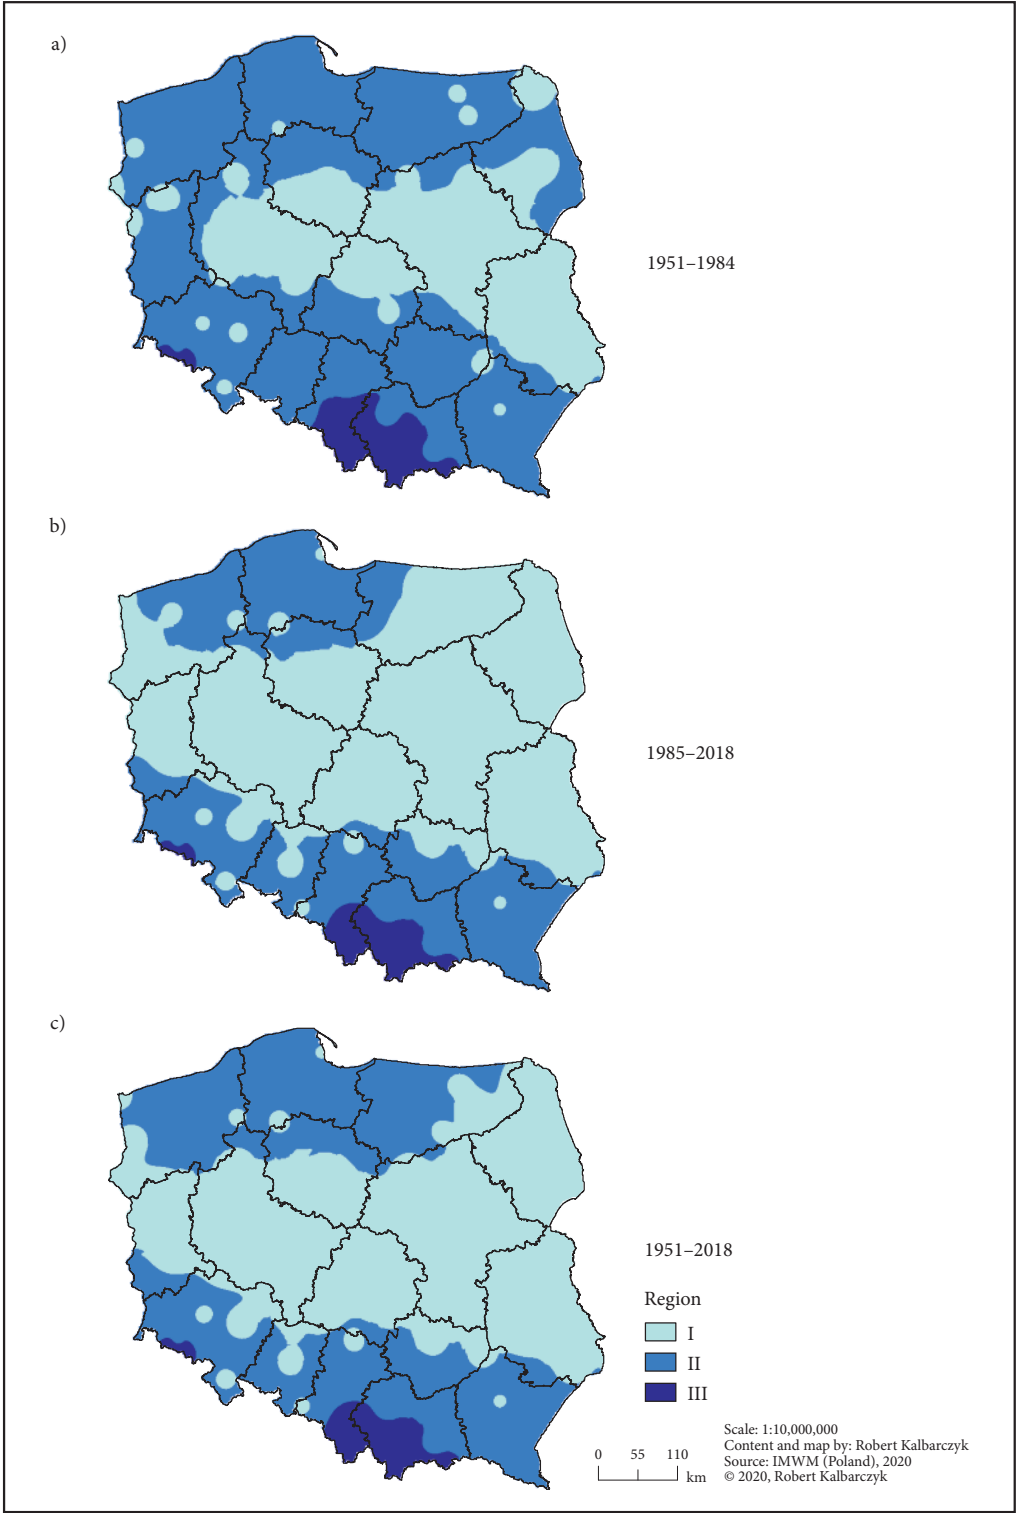 a)
1951–1984
b)
1985–2018
c)
1951–2018
Region
I
II
III
Scale: 1:10,000,000
Content and map by: Robert Kalbarczyk
Source: IMWM (Poland), 2020
© 2020, Robert Kalbarczyk
0 55 110
km